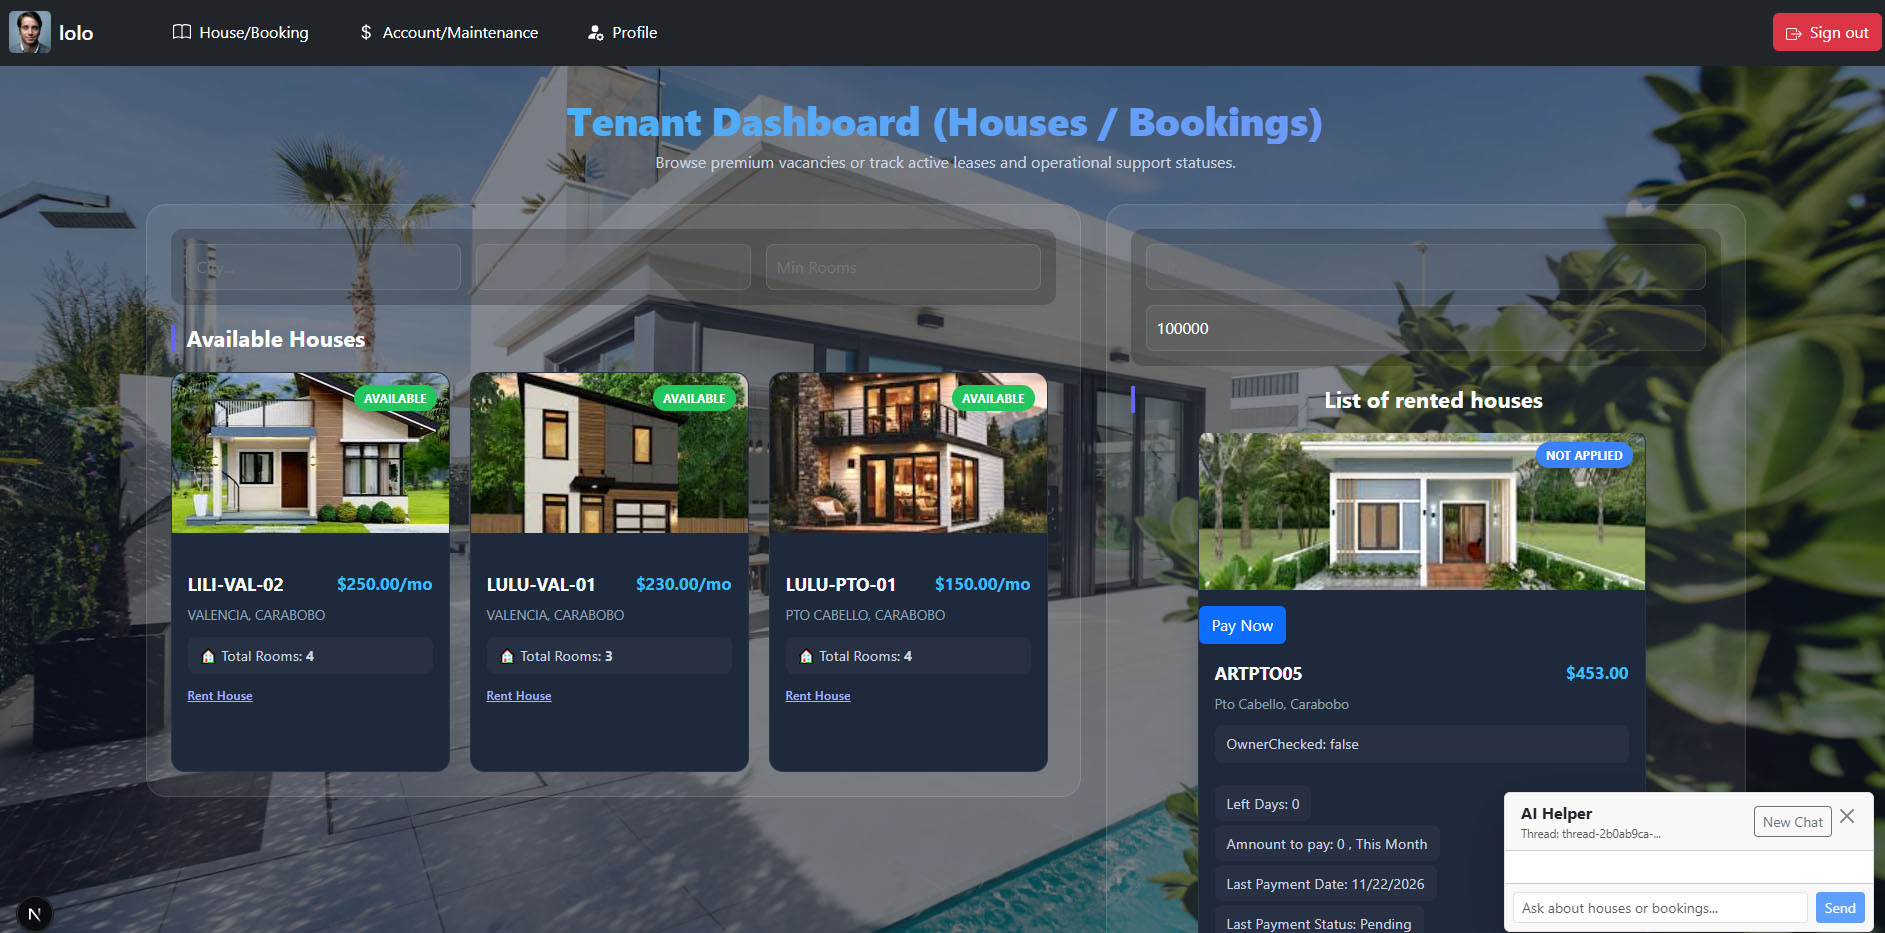 lolo
House/Booking
Account/Maintenance
Profile
Sign out
Tenant Dashboard (Houses / Bookings)
Browse premium vacancies or track active leases and operational support statuses.
City...
Min Rooms
100000
Available Houses
AVAILABLE
LILI-VAL-02
$250.00/mo
VALENCIA, CARABOBO
Total Rooms: 4
Rent House
AVAILABLE
LULU-VAL-01
$230.00/mo
VALENCIA, CARABOBO
Total Rooms: 3
Rent House
AVAILABLE
LULU-PTO-01
$150.00/mo
PTO CABELLO, CARABOBO
Total Rooms: 4
Rent House
List of rented houses
NOT APPLIED
Pay Now
ARTPTO05
$453.00
Pto Cabello, Carabobo
OwnerChecked: false
Left Days: 0
Amnount to pay: 0 , This Month
Last Payment Date: 11/22/2026
Last Payment Status: Pending
AI Helper
Thread: thread-2b0ab9ca-...
New Chat
Ask about houses or bookings...
Send
N